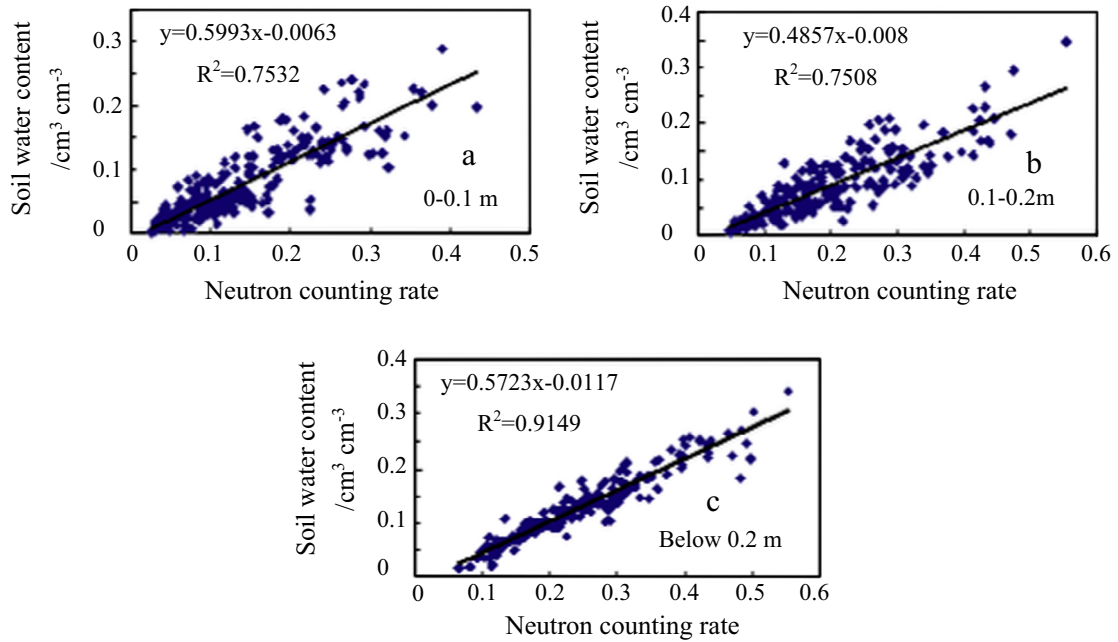 Soil water content
/cm³ cm⁻³
0.3
0.2
0.1
0
y=0.5993x-0.0063
R²=0.7532
a
0-0.1 m
0 0.1 0.2 0.3 0.4 0.5
Neutron counting rate
Soil water content
/cm³ cm⁻³
0.4
0.3
0.2
0.1
0
y=0.4857x-0.008
R²=0.7508
b
0.1-0.2m
0 0.1 0.2 0.3 0.4 0.5 0.6
Neutron counting rate
Soil water content
/cm³ cm⁻³
0.4
0.3
0.2
0.1
0
y=0.5723x-0.0117
R²=0.9149
c
Below 0.2 m
0 0.1 0.2 0.3 0.4 0.5 0.6
Neutron counting rate